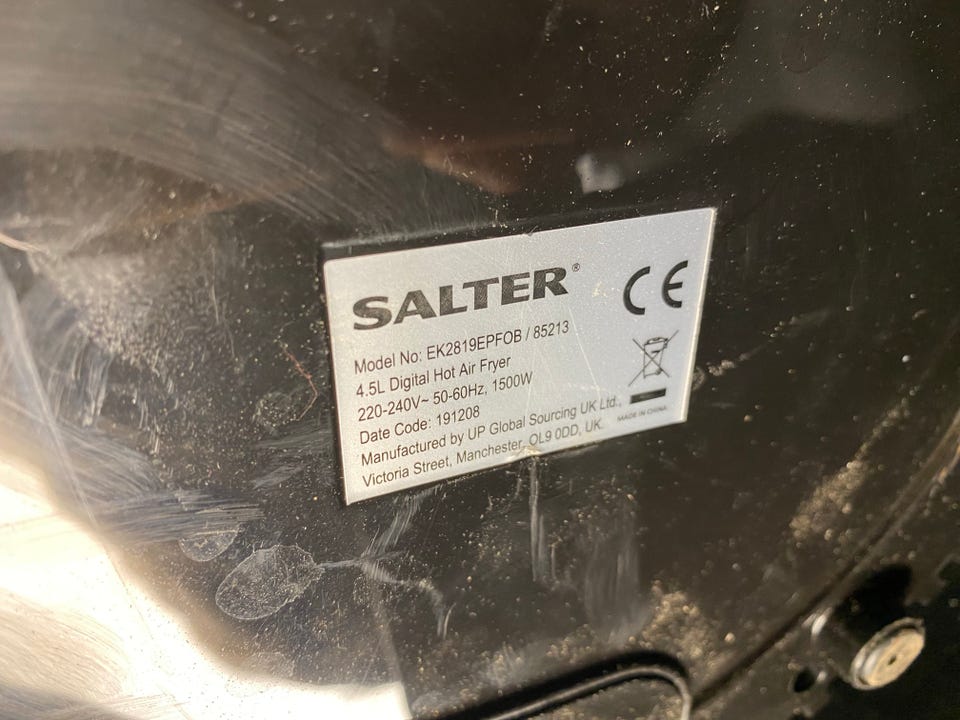 SALTER®
CE
Model No: EK2819EPFOB / 85213
4.5L Digital Hot Air Fryer
220-240V~ 50-60Hz, 1500W
Date Code: 191208
Manufactured by UP Global Sourcing UK Ltd.,
Victoria Street, Manchester, OL9 0DD, UK.
MADE IN CHINA.